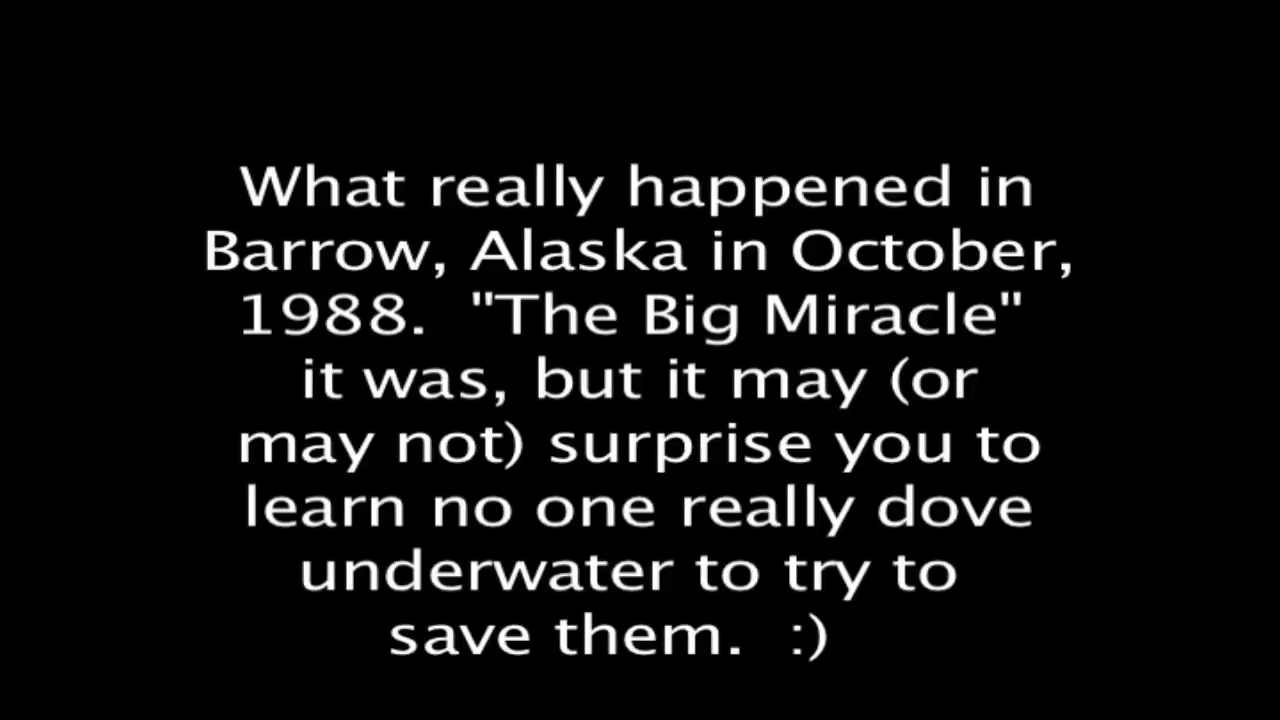 What really happened in
Barrow, Alaska in October,
1988.  "The Big Miracle"
it was, but it may (or
may not) surprise you to
learn no one really dove
underwater to try to
save them.  :)